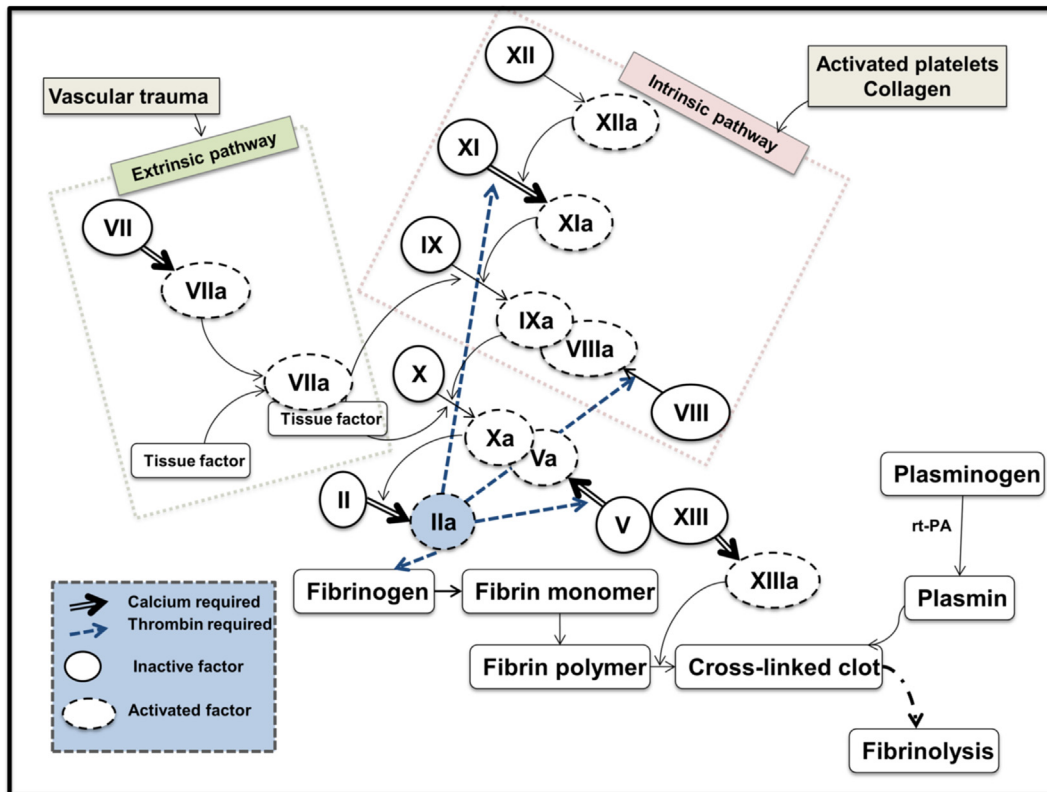 XII
Activated platelets
Collagen
Intrinsic pathway
Vascular trauma
Extrinsic pathway
XIIa
XI
VII
XIa
IX
VIIa
IXa
VIIIa
X
VIIa
Tissue factor
VIII
Tissue factor
Xa
Va
Plasminogen
II
IIa
V
XIII
rt-PA
XIIIa
Fibrinogen
Fibrin monomer
Plasmin
Calcium required
Thrombin required
Inactive factor
Activated factor
Fibrin polymer
Cross-linked clot
Fibrinolysis